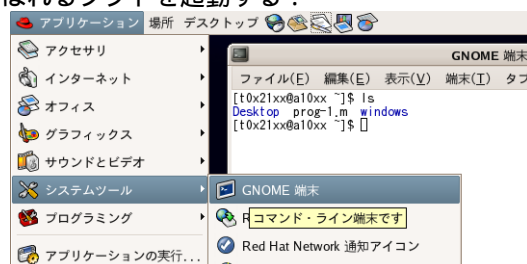 ばれるソフトを起動する．
アプリケーション 場所 デスクトップ
アクセサリ
インターネット
オフィス
グラフィックス
サウンドとビデオ
システムツール
プログラミング
アプリケーションの実行...
GNOME 端末
ファイル(F) 編集(E) 表示(V) 端末(T) タブ
[t0x21xx@a10xx ~]$ ls
Desktop prog-1.m windows
[t0x21xx@a10xx ~]$
GNOME 端末
コマンド・ライン端末です
Red Hat Network 通知アイコン